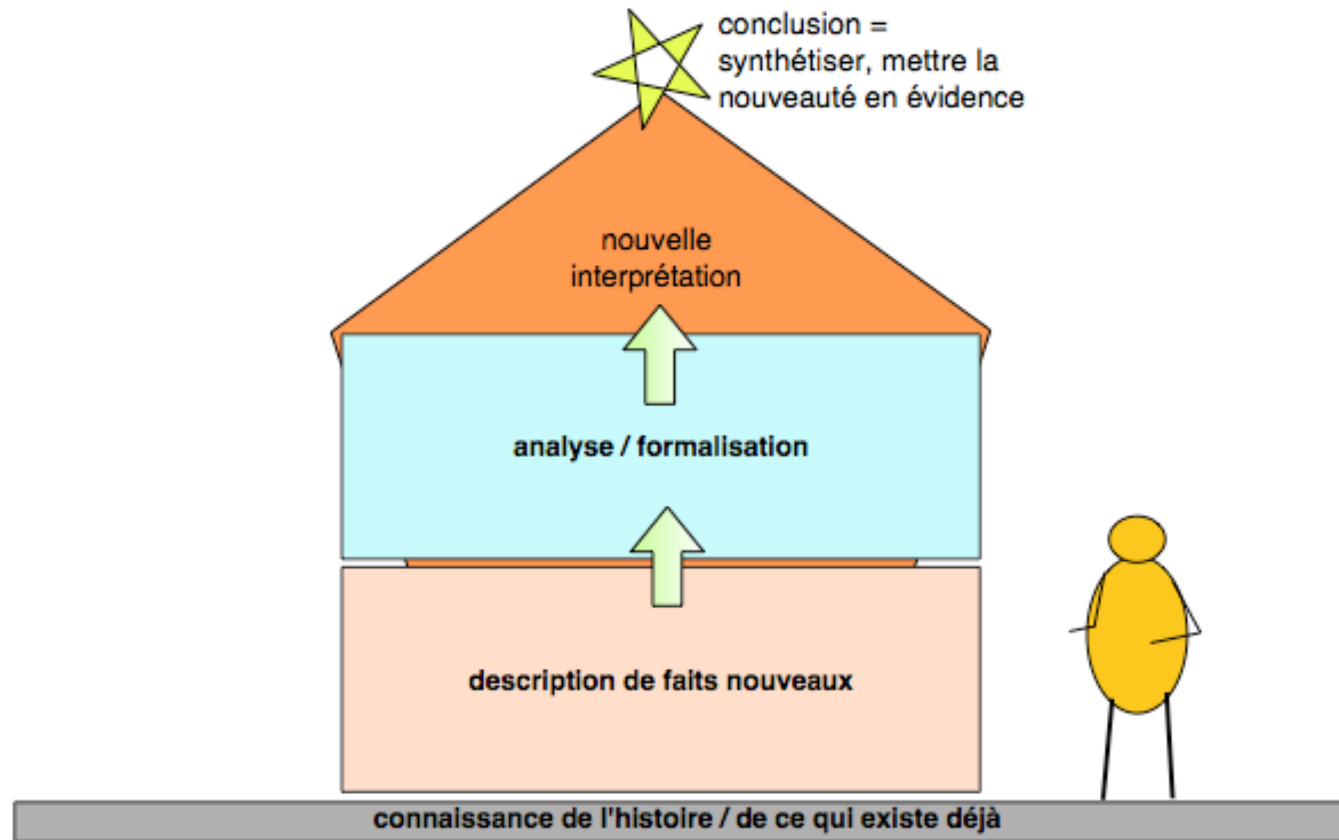 conclusion =
synthétiser, mettre la
nouveauté en évidence
nouvelle
interprétation
analyse / formalisation
description de faits nouveaux
connaissance de l'histoire / de ce qui existe déjà